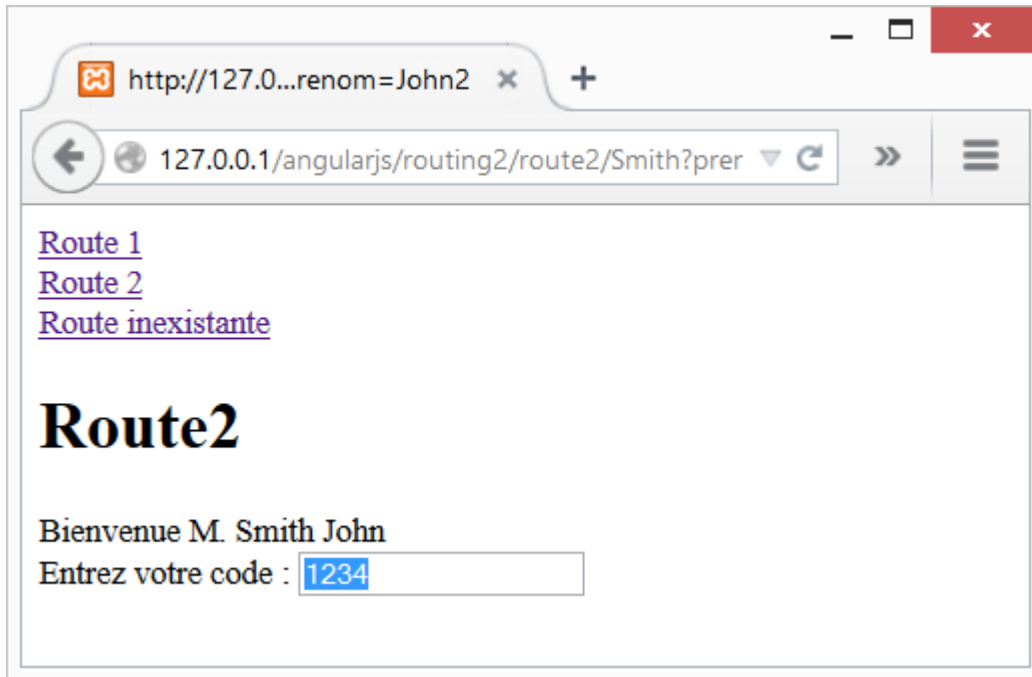 http://127.0...renom=John2
127.0.0.1/angularjs/routing2/route2/Smith?prer
Route 1
Route 2
Route inexistante
Route2
Bienvenue M. Smith John
Entrez votre code : 1234